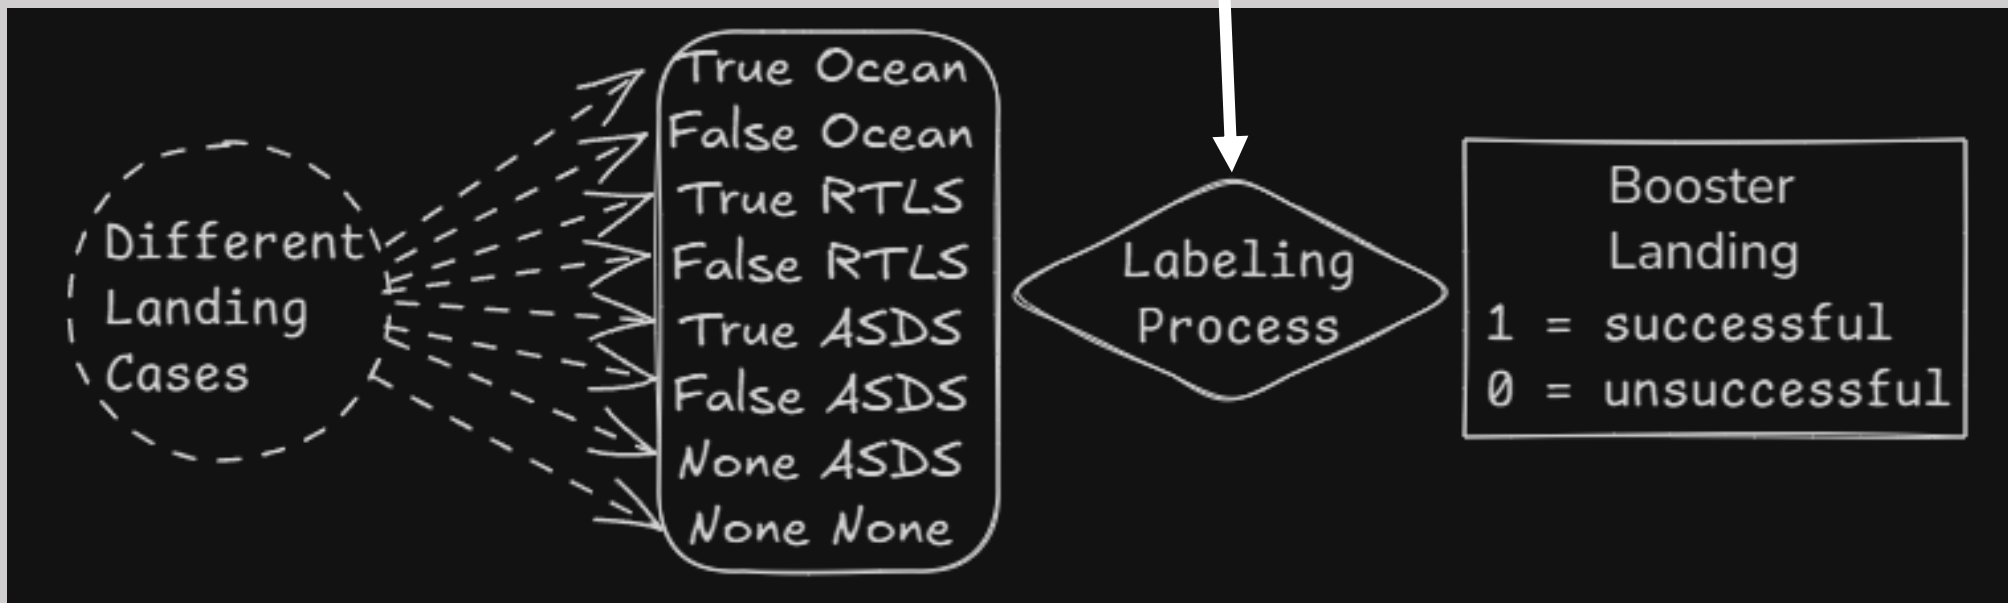 Different
Landing
Cases
True Ocean
False Ocean
True RTLS
False RTLS
True ASDS
False ASDS
None ASDS
None None
Labeling
Process
Booster
Landing
1 = successful
0 = unsuccessful